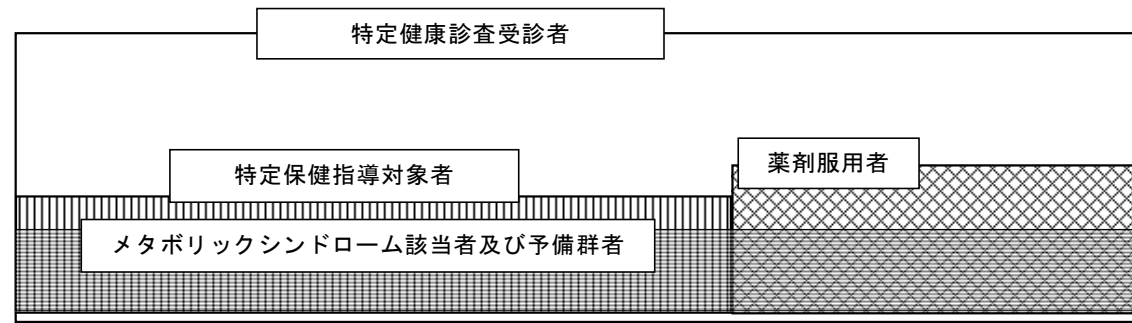 特定健康診査受診者
薬剤服用者
特定保健指導対象者
メタボリックシンドローム該当者及び予備群者